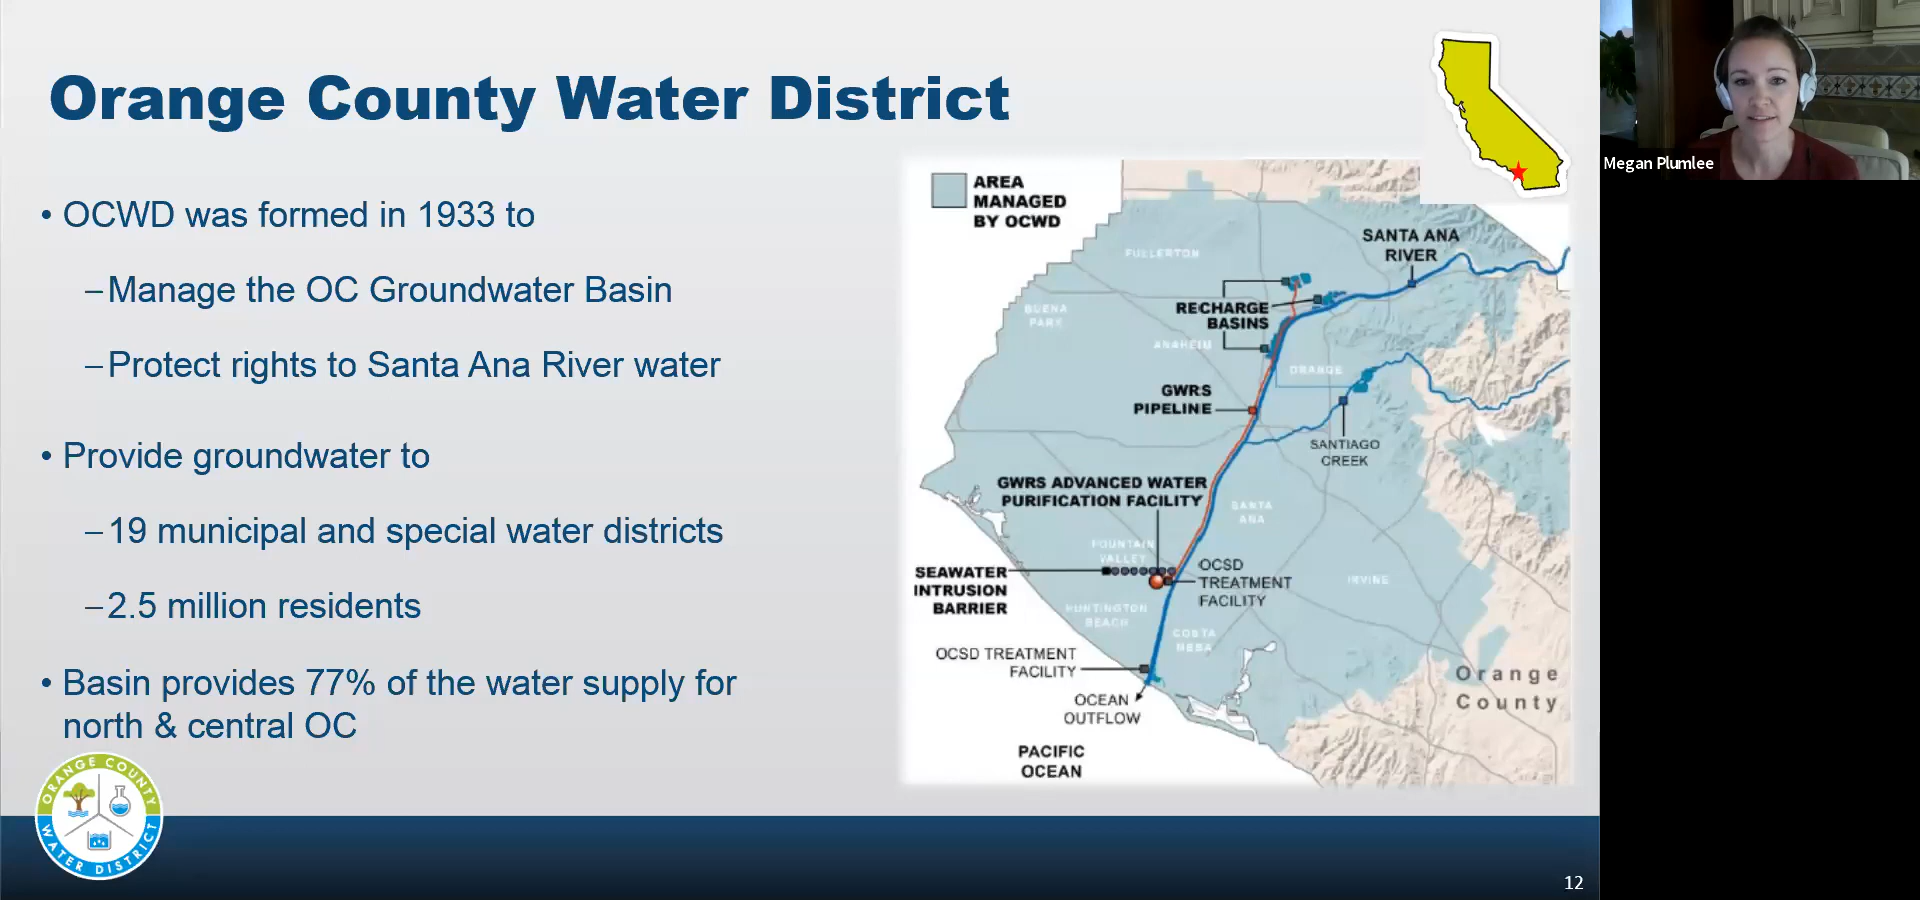 Orange County Water District
• OCWD was formed in 1933 to
–Manage the OC Groundwater Basin
–Protect rights to Santa Ana River water
• Provide groundwater to
–19 municipal and special water districts
–2.5 million residents
• Basin provides 77% of the water supply for
north & central OC
AREA
MANAGED
BY OCWD
FULLERTON
SANTA ANA
RIVER
BUENA
PARK
RECHARGE
BASINS
ANAHEIM
ORANGE
GWRS
PIPELINE
SANTIAGO
CREEK
GWRS ADVANCED WATER
PURIFICATION FACILITY
SANTA
ANA
FOUNTAIN
VALLEY
SEAWATER
INTRUSION
BARRIER
OCSD
TREATMENT
FACILITY
IRVINE
HUNTINGTON
BEACH
COSTA
MESA
OCSD TREATMENT
FACILITY
OCEAN
OUTFLOW
Orange
County
PACIFIC
OCEAN
ORANGE COUNTY
WATER DISTRICT
12
Megan Plumlee